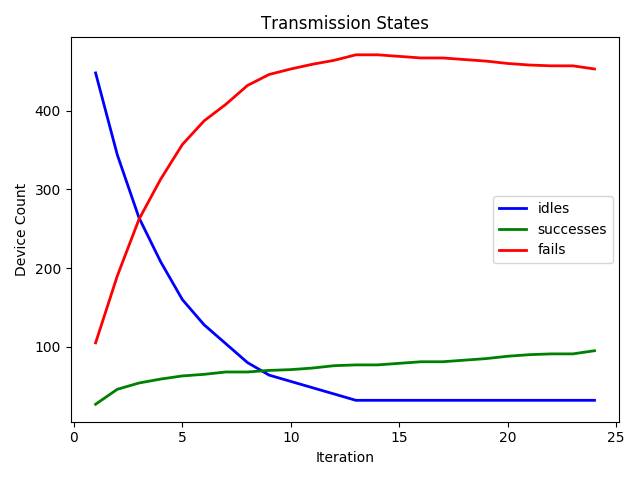 Transmission States
Device Count
400
300
200
100
idles
successes
fails
0
5
10
15
20
25
Iteration